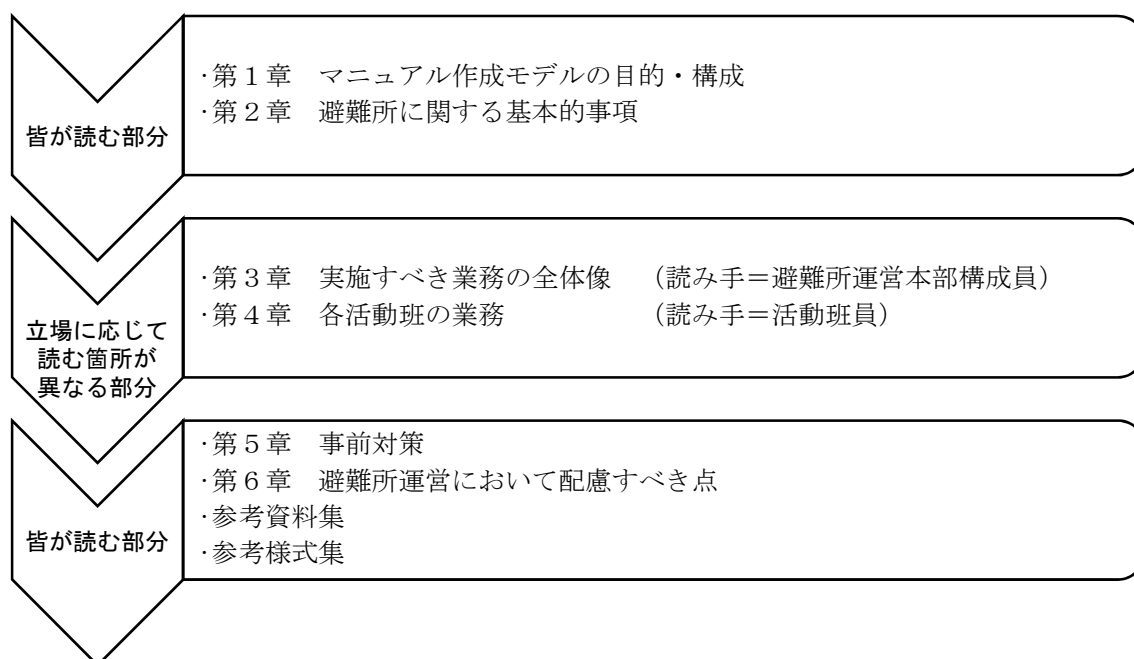 皆が読む部分
·第１章　マニュアル作成モデルの目的・構成
·第２章　避難所に関する基本的事項
立場に応じて
読む箇所が
異なる部分
·第３章　実施すべき業務の全体像　（読み手＝避難所運営本部構成員）
·第４章　各活動班の業務　　　　　（読み手＝活動班員）
皆が読む部分
·第５章　事前対策
·第６章　避難所運営において配慮すべき点
·参考資料集
·参考様式集